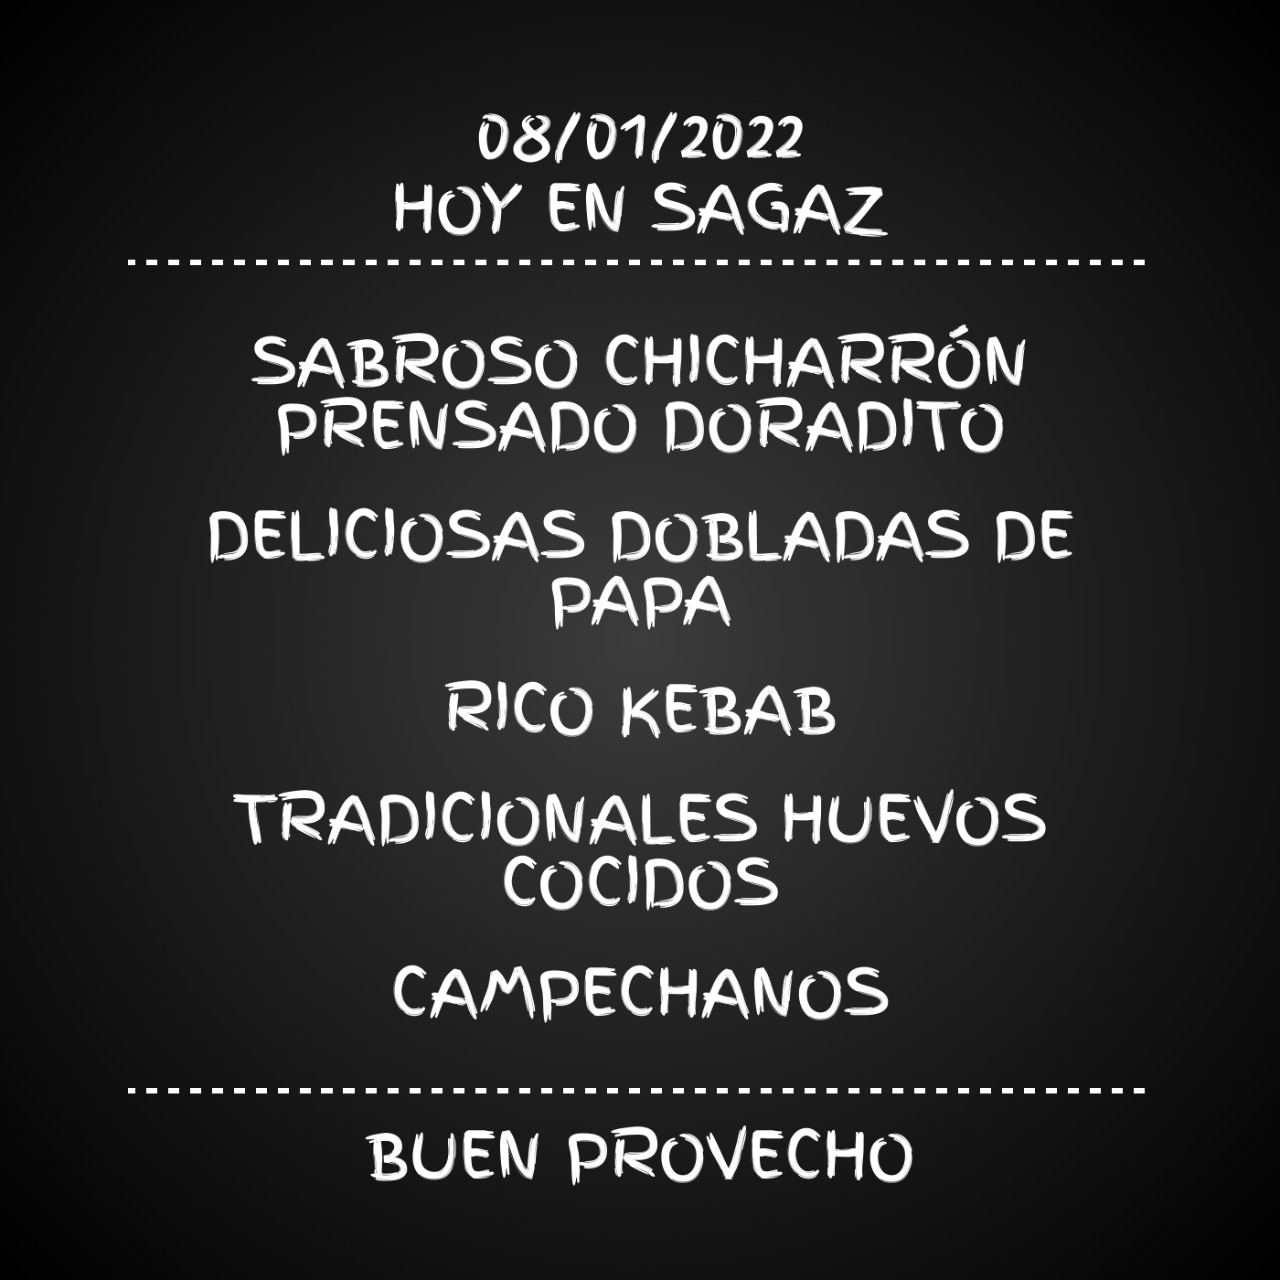 08/01/2022
HOY EN SAGAZ
SABROSO CHICHARRÓN
PRENSADO DORADITO
DELICIOSAS DOBLADAS DE
PAPA
RICO KEBAB
TRADICIONALES HUEVOS
COCIDOS
CAMPECHANOS
BUEN PROVECHO